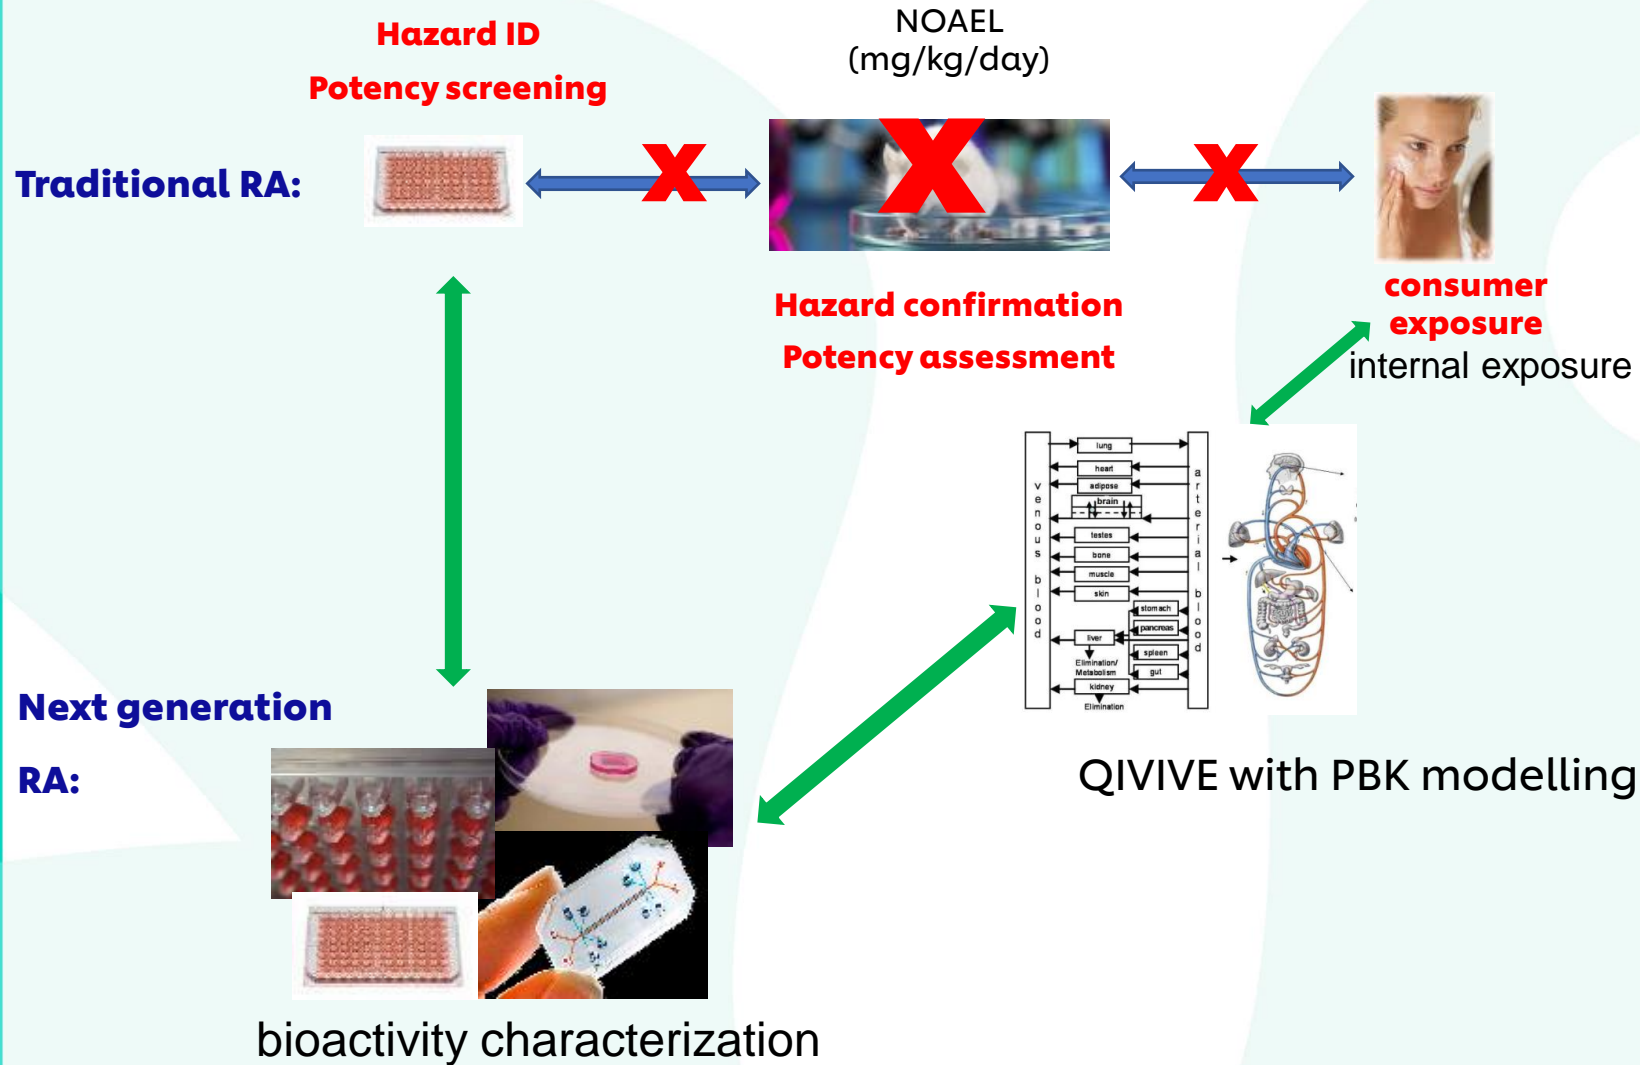 Hazard ID
Potency screening
NOAEL
(mg/kg/day)
Traditional RA:
X
X
X
Hazard confirmation
Potency assessment
consumer
exposure
internal exposure
venous blood
lung
heart
adipose
brain
testes
bone
muscle
skin
stomach
pancreas
liver
spleen
Elimination/
Metabolism
gut
kidney
Elimination
arterial blood
QIVIVE with PBK modelling
Next generation
RA:
bioactivity characterization